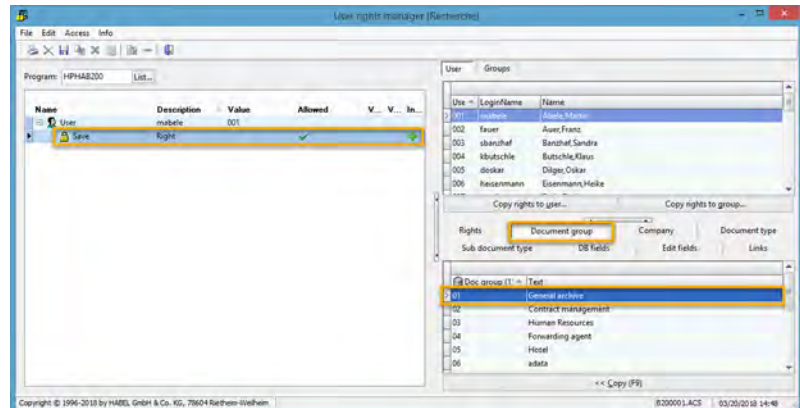 User rights manager (Recherche)
File Edit Access Info
Program: HPHAB200 List...
Name Description Value Allowed V... V... In...
User mabele 001
Save Right
User Groups
Use LoginName Name
001 mabele Abele,Martin
002 fauer Auer,Franz
003 sbanzhaf Banzhaf,Sandra
004 kbutschle Butschle,Klaus
005 doskar Dilger,Oskar
006 heisenmann Eisenmann,Heike
Copy rights to user... Copy rights to group...
Rights Document group Company Document type
Sub document type DB fields Edit fields Links
Doc group (1 Text
01 General archive
02 Contract management
03 Human Resources
04 Forwarding agent
05 Hotel
06 adata
<< Copy (F9)
Copyright © 1996-2018 by HABEL GmbH & Co. KG, 78604 Rietheim-Weilheim 8200001.ACS 03/20/2018 14:48